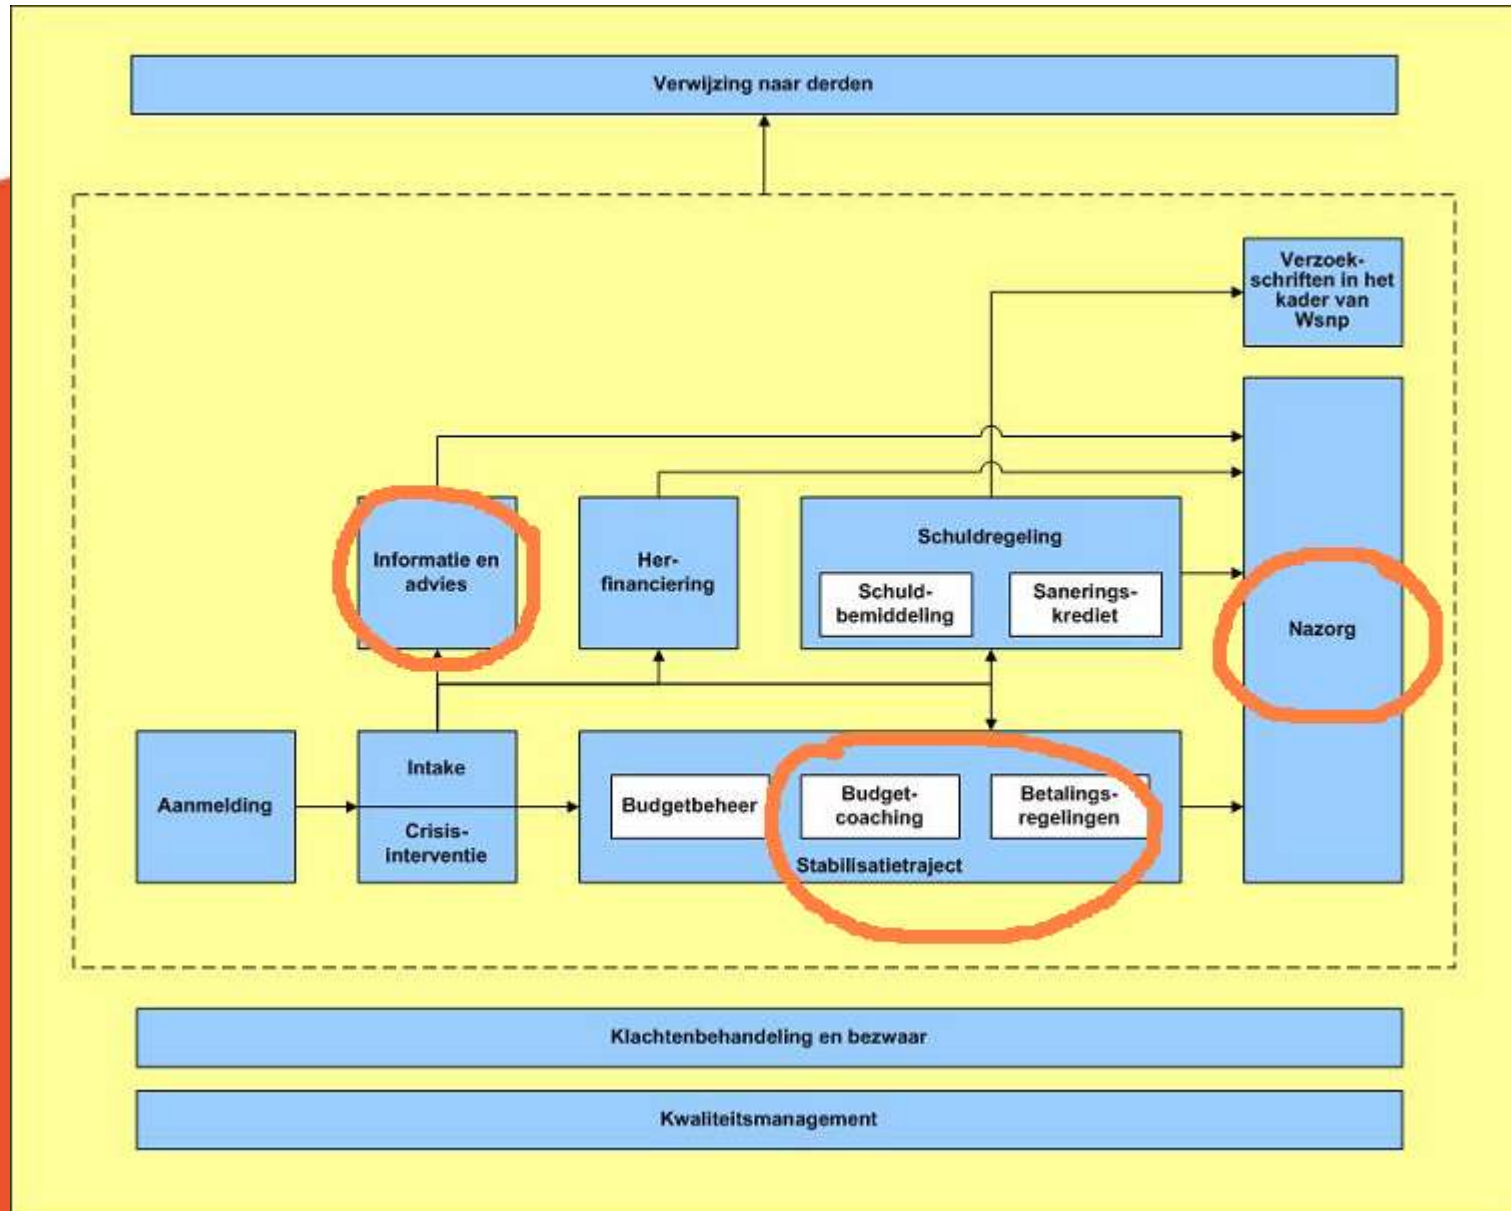 Verwijzing naar derden
Verzoek-
schriften in het
kader van
Wsnp
Informatie en
advies
Her-
financiering
Schuldregeling
Schuld-
bemiddeling
Sanerings-
krediet
Nazorg
Aanmelding
Intake
Crisis-
interventie
Budgetbeheer
Budget-
coaching
Betalings-
regelingen
Stabilisatietraject
Klachtenbehandeling en bezwaar
Kwaliteitsmanagement